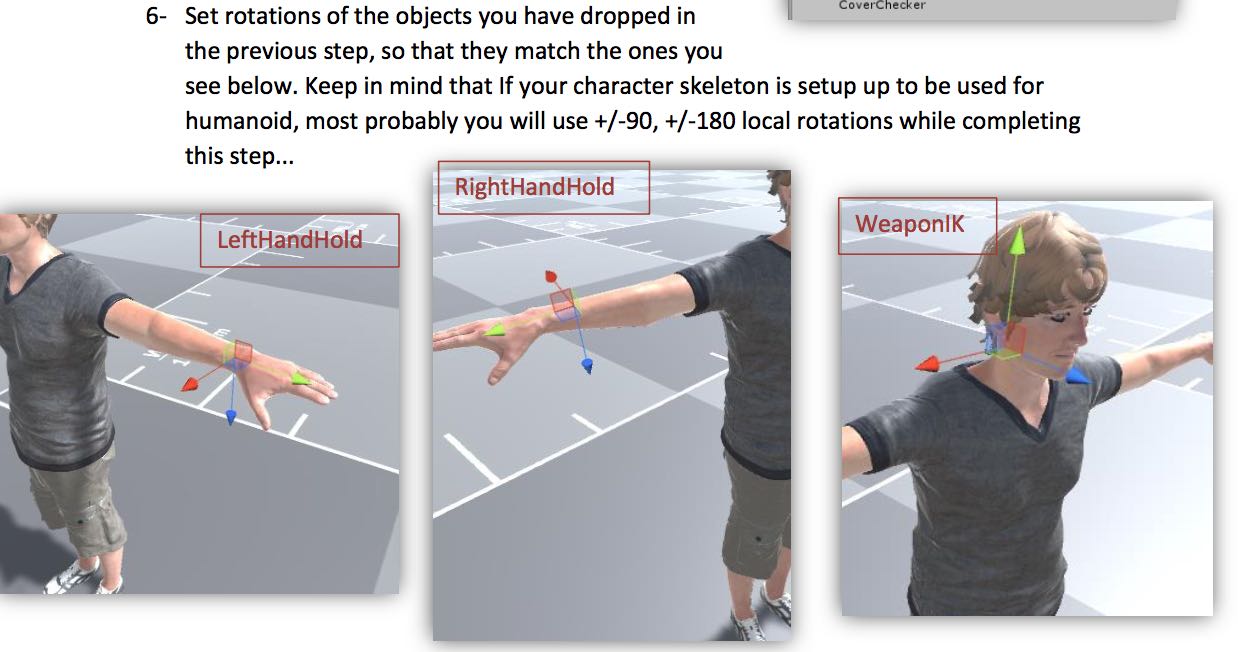 CoverChecker
6- Set rotations of the objects you have dropped in
the previous step, so that they match the ones you
see below. Keep in mind that If your character skeleton is setup up to be used for
humanoid, most probably you will use +/-90, +/-180 local rotations while completing
this step...
LeftHandHold
RightHandHold
WeaponIK